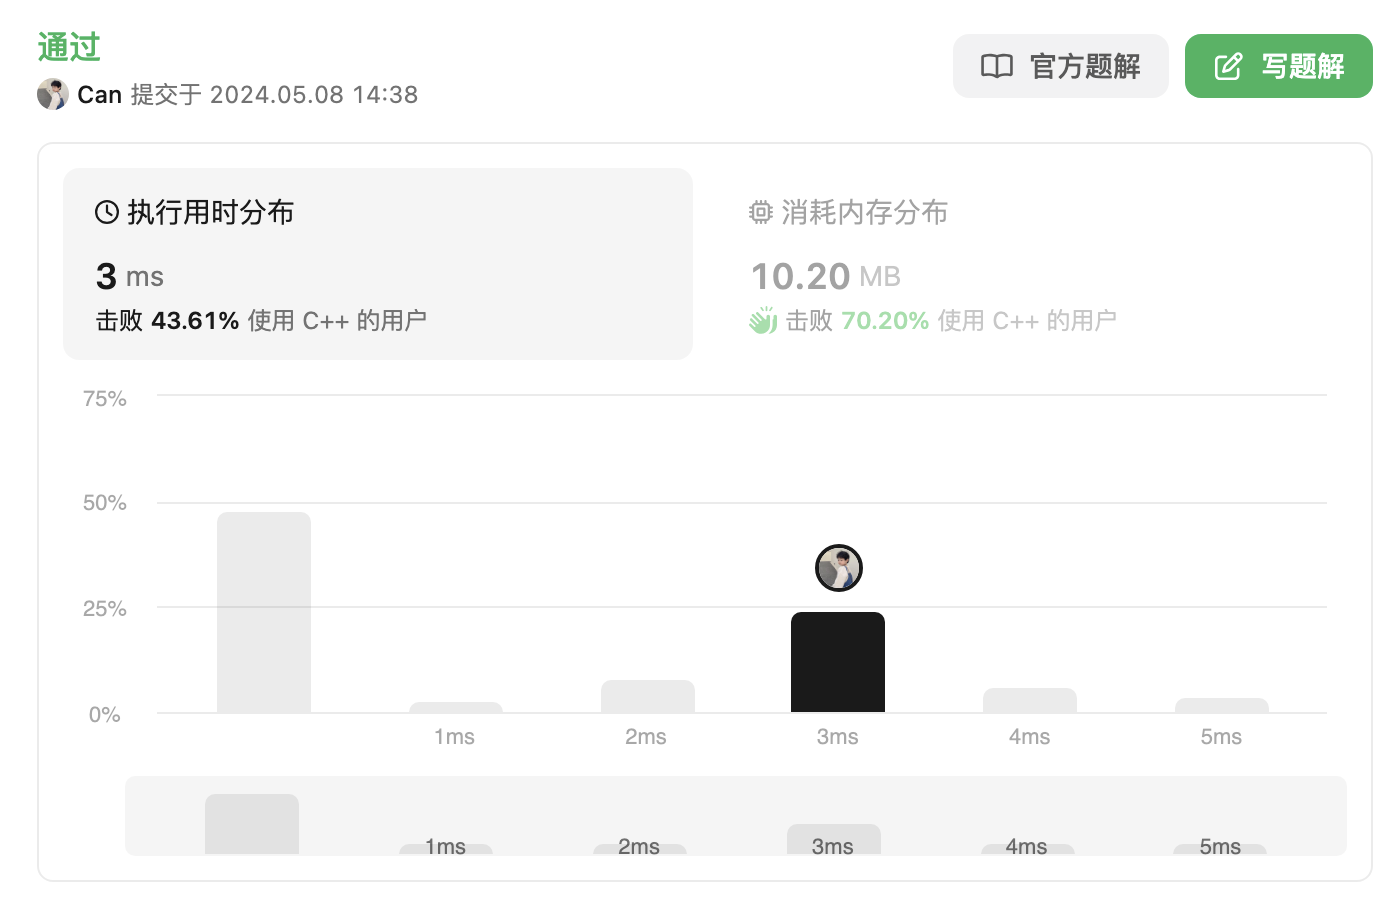 通过
Can 提交于 2024.05.08 14:38
官方题解
写题解
执行用时分布
3 ms
击败 43.61% 使用 C++ 的用户
消耗内存分布
10.20 MB
击败 70.20% 使用 C++ 的用户
75%
50%
25%
0%
1ms 2ms 3ms 4ms 5ms
1ms 2ms 3ms 4ms 5ms